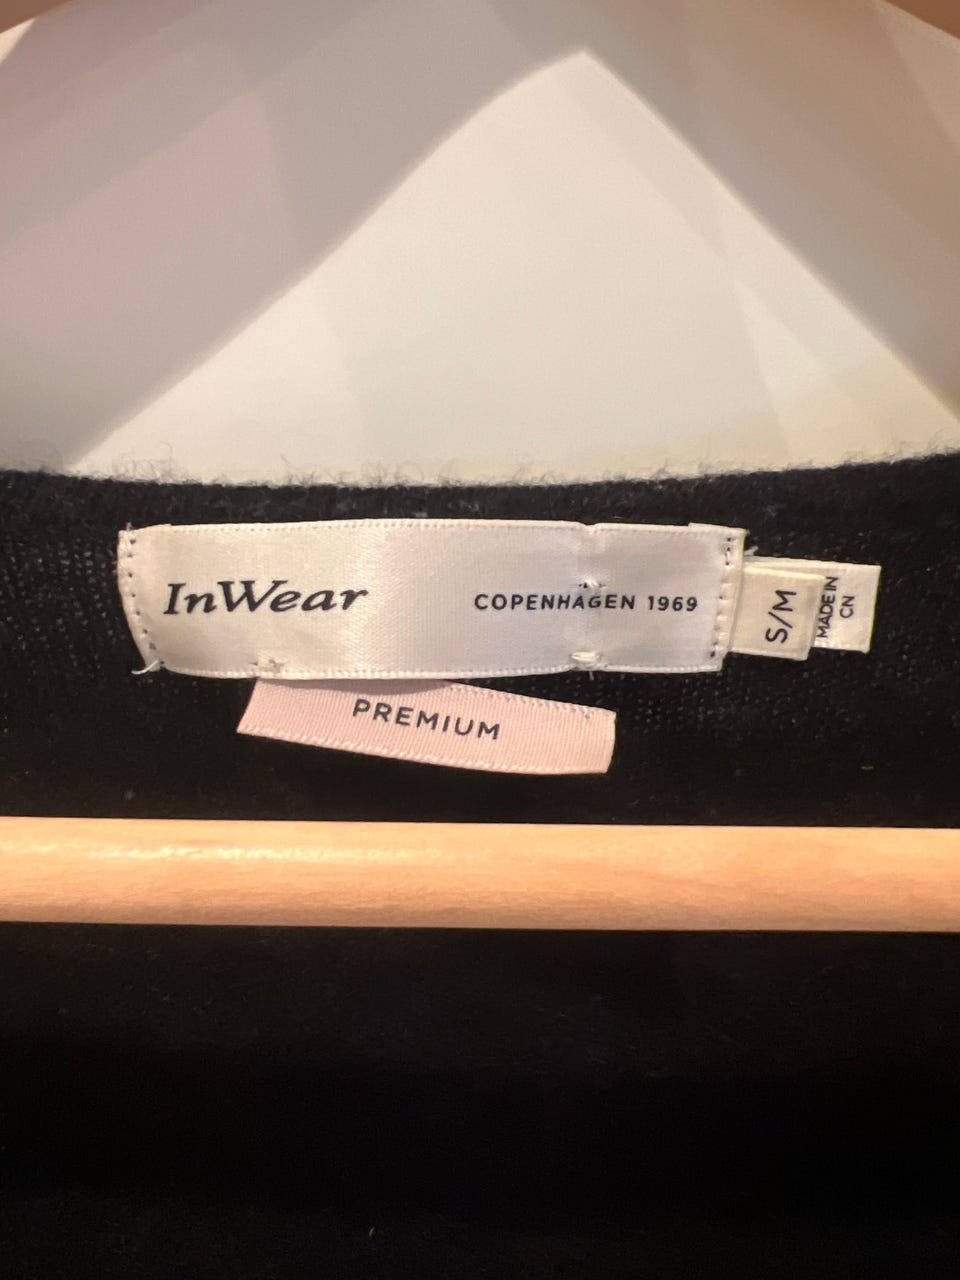 InWear
COPENHAGEN 1969
S/M
MADE IN
CN
PREMIUM